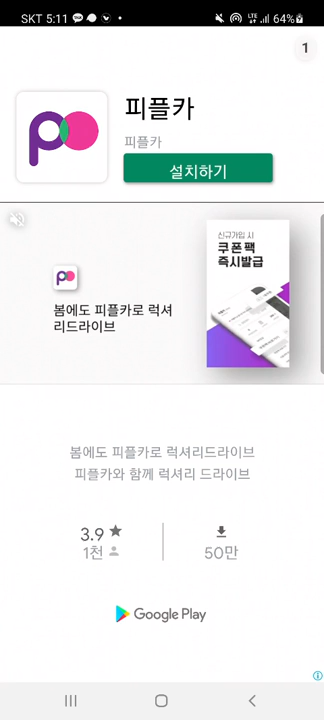 SKT 5:11
LTE
64%
1
피플카
피플카
설치하기
신규가입 시
쿠폰팩
즉시발급
봄에도 피플카로 럭셔
리드라이브
봄에도 피플카로 럭셔리드라이브
피플카와 함께 럭셔리 드라이브
3.9
1천
50만
Google Play